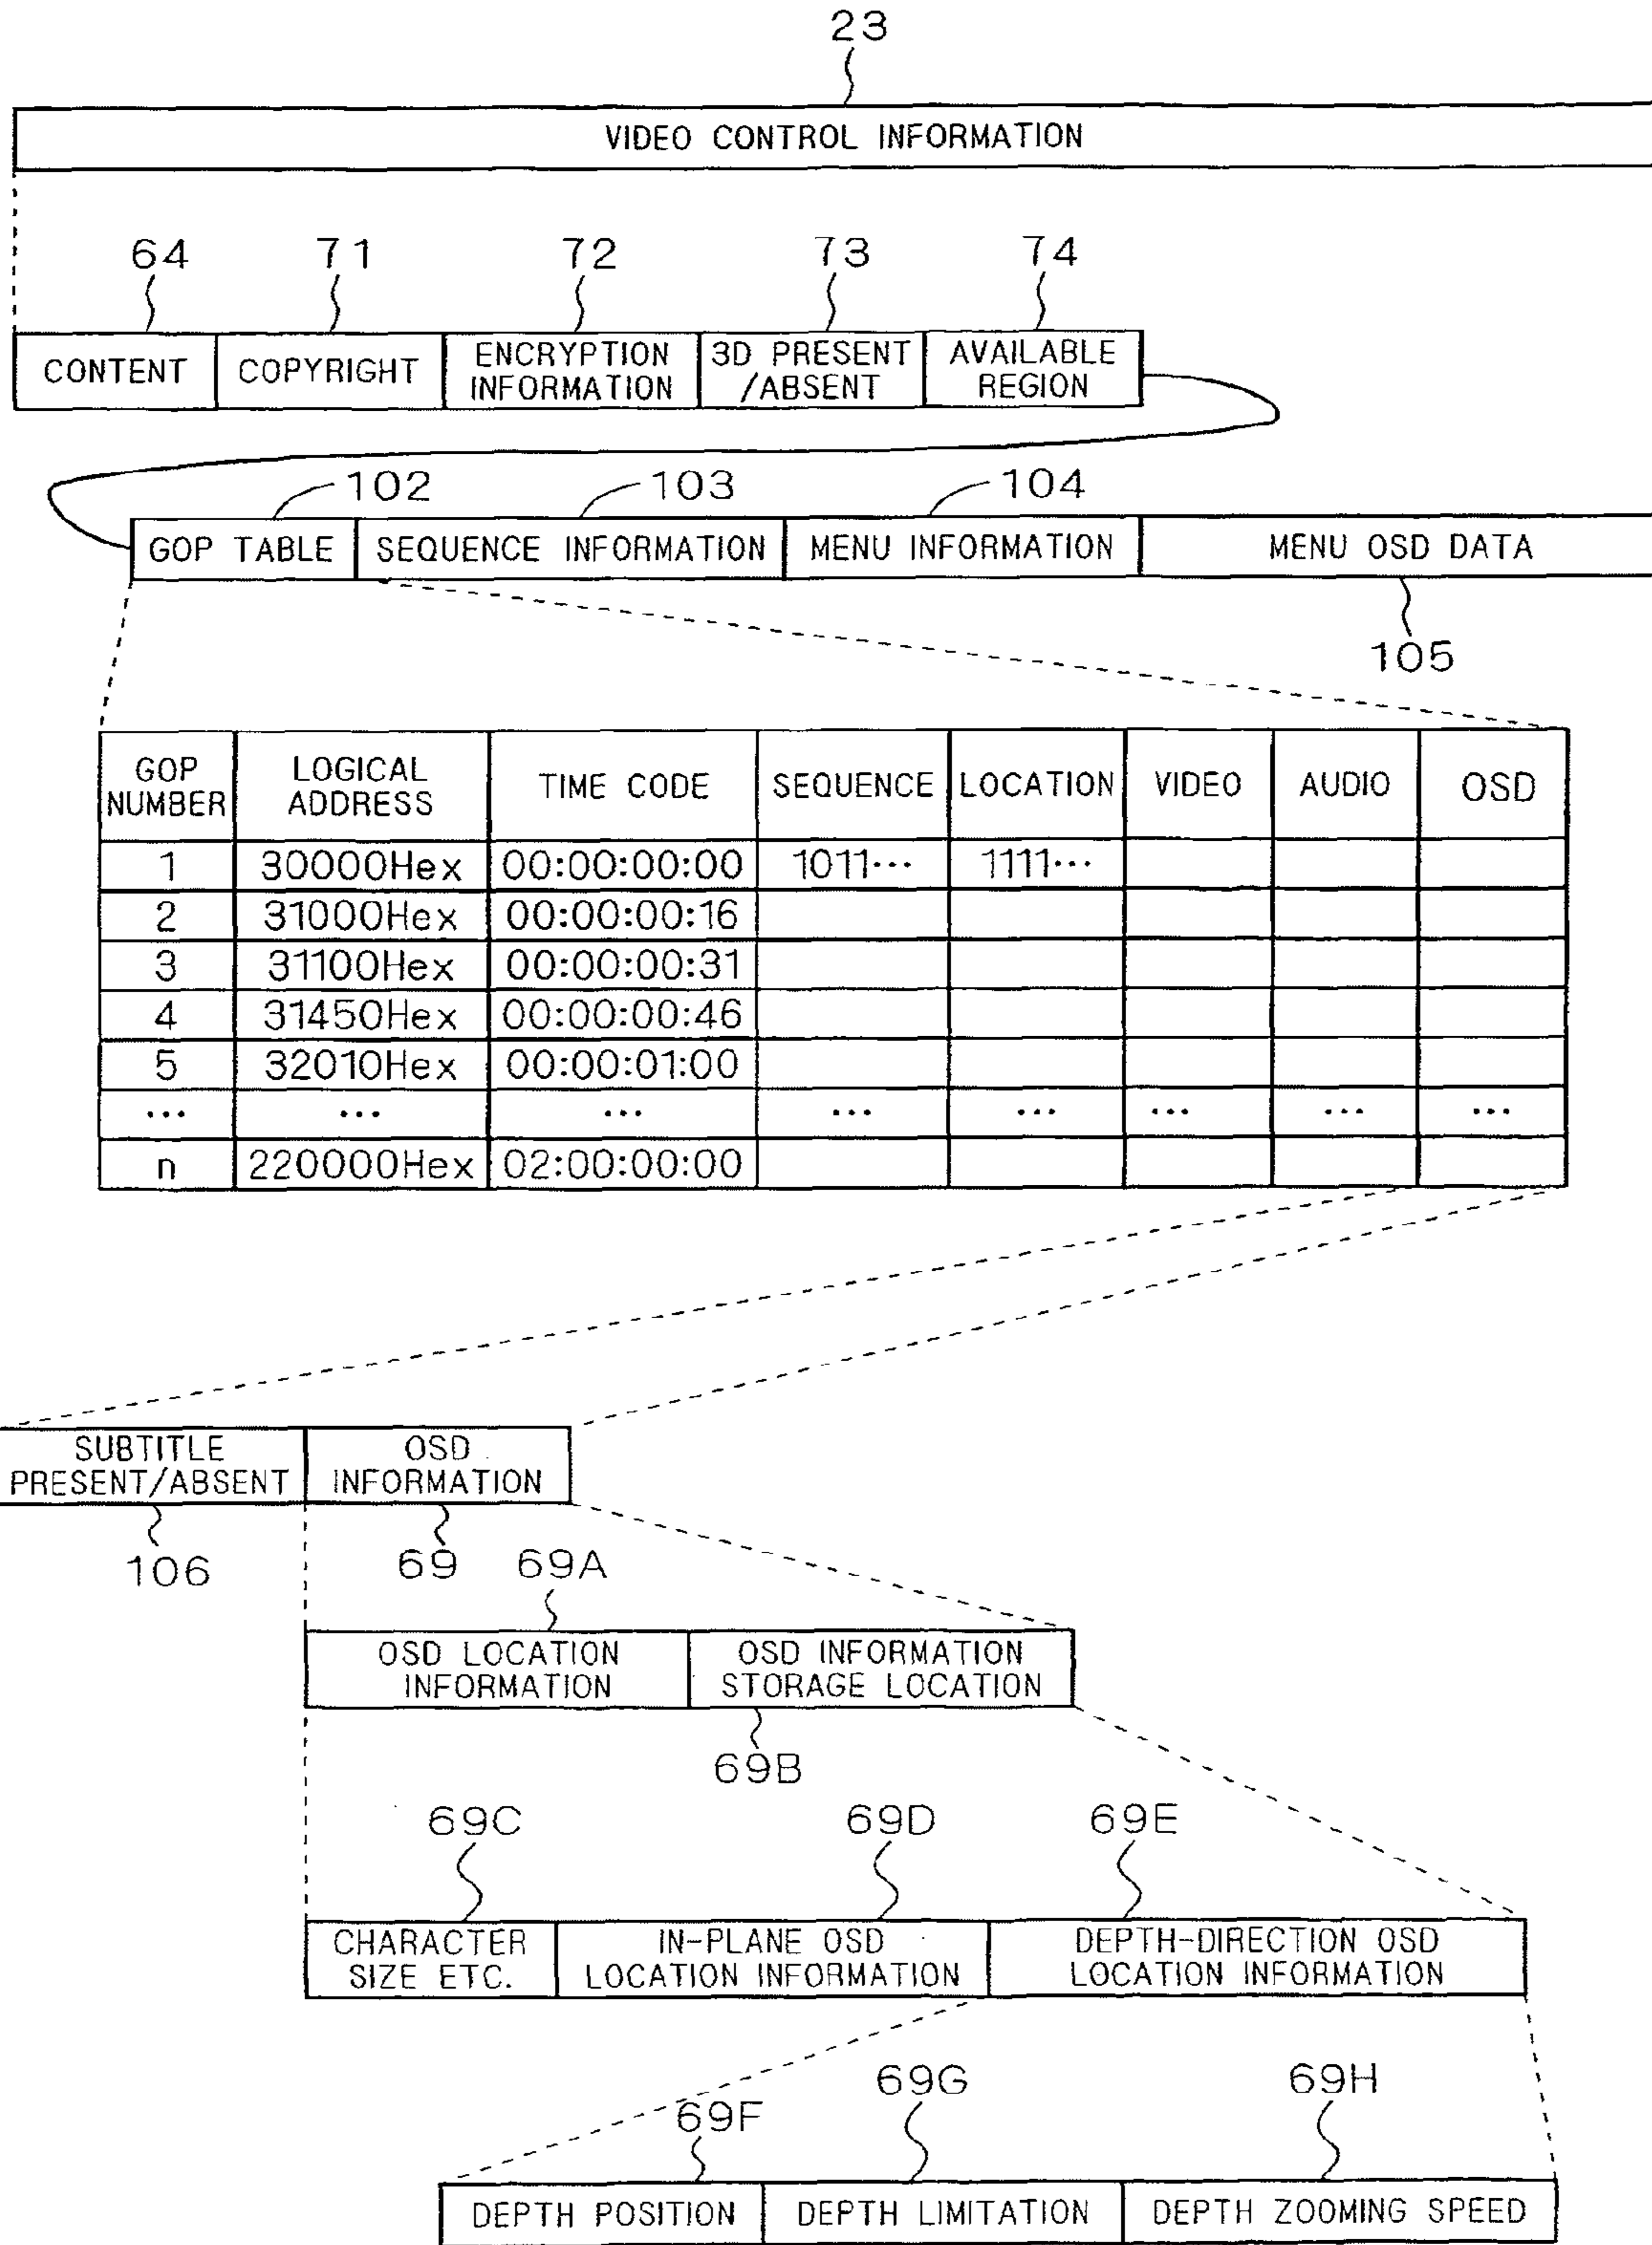 23
VIDEO CONTROL INFORMATION
64 71 72 73 74
CONTENT COPYRIGHT ENCRYPTION INFORMATION 3D PRESENT /ABSENT AVAILABLE REGION
102 103 104
GOP TABLE SEQUENCE INFORMATION MENU INFORMATION MENU OSD DATA
105
GOP NUMBER LOGICAL ADDRESS TIME CODE SEQUENCE LOCATION VIDEO AUDIO OSD
1 30000Hex 00:00:00:00 1011··· 1111···
2 31000Hex 00:00:00:16
3 31100Hex 00:00:00:31
4 31450Hex 00:00:00:46
5 32010Hex 00:00:01:00
··· ··· ··· ··· ··· ··· ··· ···
n 220000Hex 02:00:00:00
SUBTITLE PRESENT/ABSENT OSD INFORMATION
106 69 69A
OSD LOCATION INFORMATION OSD INFORMATION STORAGE LOCATION
69B
69C 69D 69E
CHARACTER SIZE ETC. IN-PLANE OSD LOCATION INFORMATION DEPTH-DIRECTION OSD LOCATION INFORMATION
69F 69G 69H
DEPTH POSITION DEPTH LIMITATION DEPTH ZOOMING SPEED